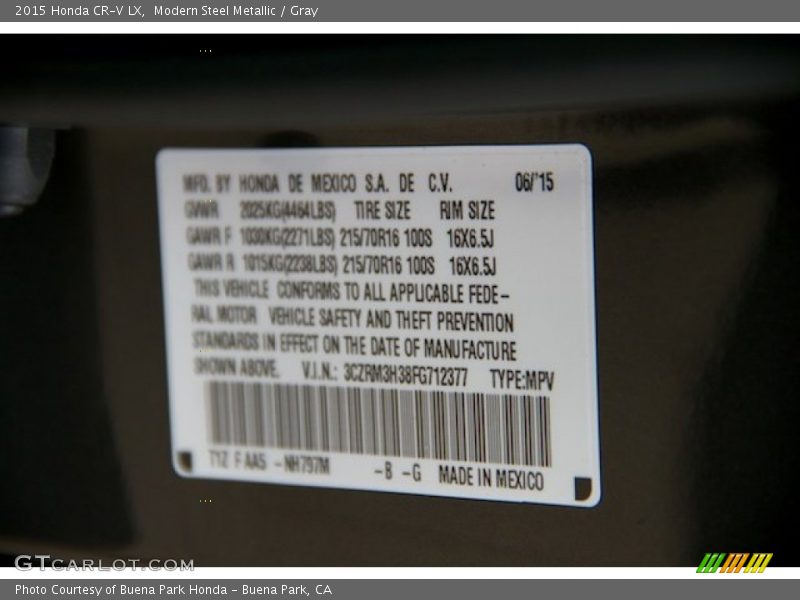 2015 Honda CR-V LX,  Modern Steel Metallic / Gray
MFD. BY HONDA DE MEXICO S.A. DE C.V. 06/'15
GVWR 2025KG(4464LBS) TIRE SIZE RIM SIZE
GAWR F 1030KG(2271LBS) 215/70R16 100S 16X6.5J
GAWR R 1015KG(2238LBS) 215/70R16 100S 16X6.5J
THIS VEHICLE CONFORMS TO ALL APPLICABLE FEDE-
RAL MOTOR VEHICLE SAFETY AND THEFT PREVENTION
STANDARDS IN EFFECT ON THE DATE OF MANUFACTURE
SHOWN ABOVE. V.I.N.: 3CZRM3H38FG712377 TYPE:MPV
T1Z F AA5 -NH797M -B -G MADE IN MEXICO
GTCARLOT.COM
Photo Courtesy of Buena Park Honda - Buena Park, CA